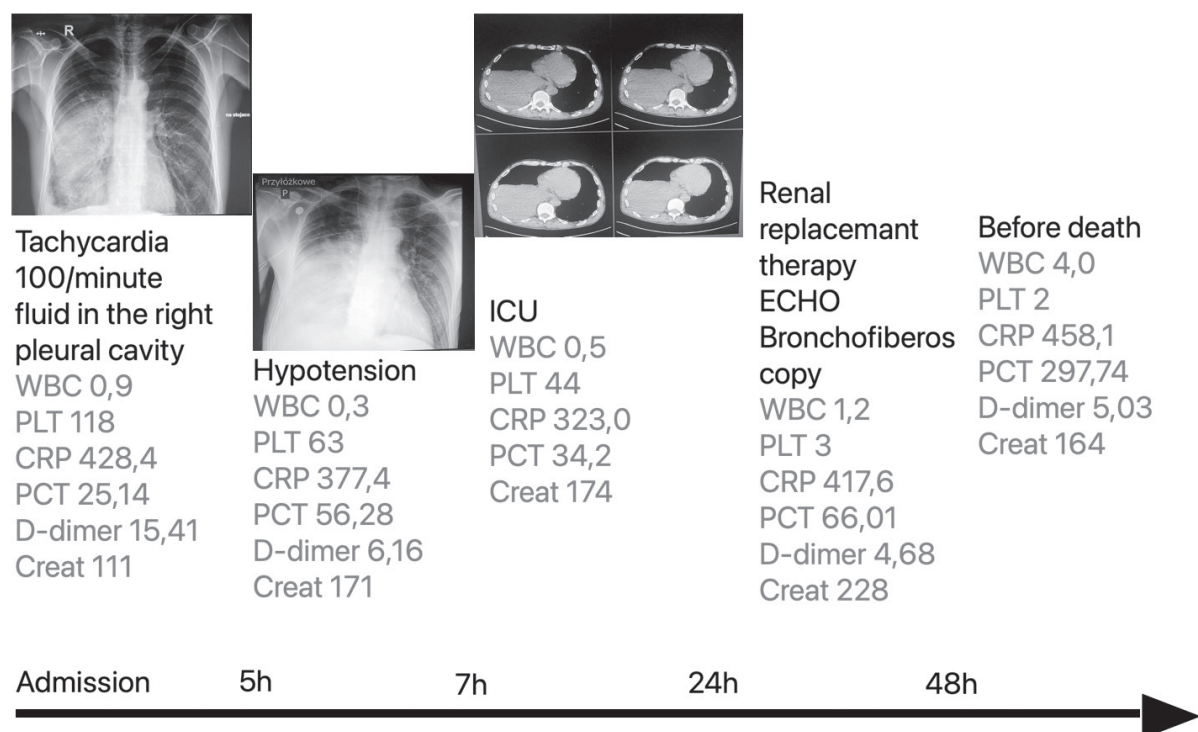 R
na stojaco
Tachycardia
100/minute
fluid in the right
pleural cavity
WBC 0,9
PLT 118
CRP 428,4
PCT 25,14
D-dimer 15,41
Creat 111
Przyłóżkowe
P
Hypotension
WBC 0,3
PLT 63
CRP 377,4
PCT 56,28
D-dimer 6,16
Creat 171
ICU
WBC 0,5
PLT 44
CRP 323,0
PCT 34,2
Creat 174
Renal
replacemant
therapy
ECHO
Bronchofiberos
copy
WBC 1,2
PLT 3
CRP 417,6
PCT 66,01
D-dimer 4,68
Creat 228
Before death
WBC 4,0
PLT 2
CRP 458,1
PCT 297,74
D-dimer 5,03
Creat 164
Admission 5h 7h 24h 48h